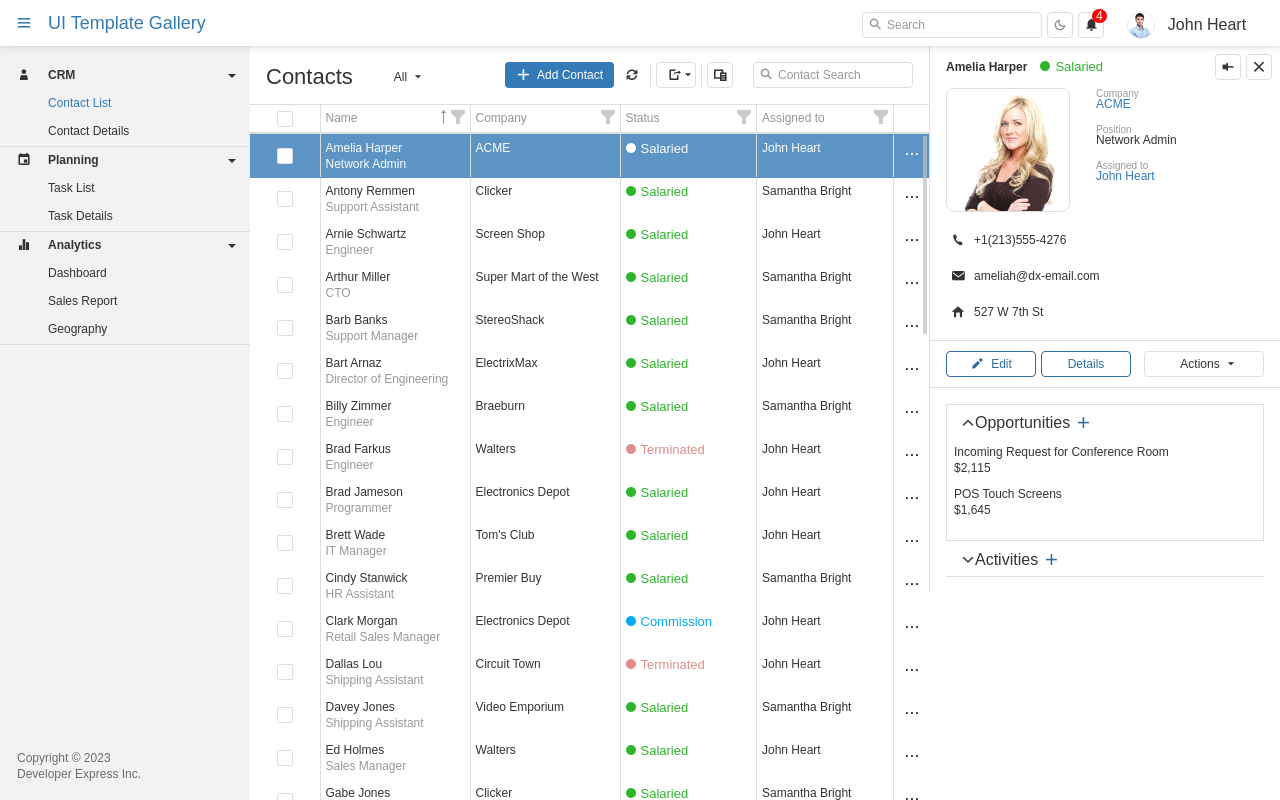 UI Template Gallery
Search
4
John Heart
CRM
Contact List
Contact Details
Planning
Task List
Task Details
Analytics
Dashboard
Sales Report
Geography
Copyright © 2023
Developer Express Inc.
Contacts
All
Add Contact
Contact Search
Name Company Status Assigned to
Amelia Harper ACME Salaried John Heart
Network Admin
Antony Remmen Clicker Salaried Samantha Bright
Support Assistant
Arnie Schwartz Screen Shop Salaried John Heart
Engineer
Arthur Miller Super Mart of the West Salaried Samantha Bright
CTO
Barb Banks StereoShack Salaried Samantha Bright
Support Manager
Bart Arnaz ElectrixMax Salaried John Heart
Director of Engineering
Billy Zimmer Braeburn Salaried Samantha Bright
Engineer
Brad Farkus Walters Terminated John Heart
Engineer
Brad Jameson Electronics Depot Salaried John Heart
Programmer
Brett Wade Tom's Club Salaried John Heart
IT Manager
Cindy Stanwick Premier Buy Salaried Samantha Bright
HR Assistant
Clark Morgan Electronics Depot Commission John Heart
Retail Sales Manager
Dallas Lou Circuit Town Terminated John Heart
Shipping Assistant
Davey Jones Video Emporium Salaried Samantha Bright
Shipping Assistant
Ed Holmes Walters Salaried John Heart
Sales Manager
Gabe Jones Clicker Salaried Samantha Bright
Amelia Harper Salaried
Company
ACME
Position
Network Admin
Assigned to
John Heart
+1(213)555-4276
ameliah@dx-email.com
527 W 7th St
Edit Details Actions
Opportunities
Incoming Request for Conference Room
$2,115
POS Touch Screens
$1,645
Activities